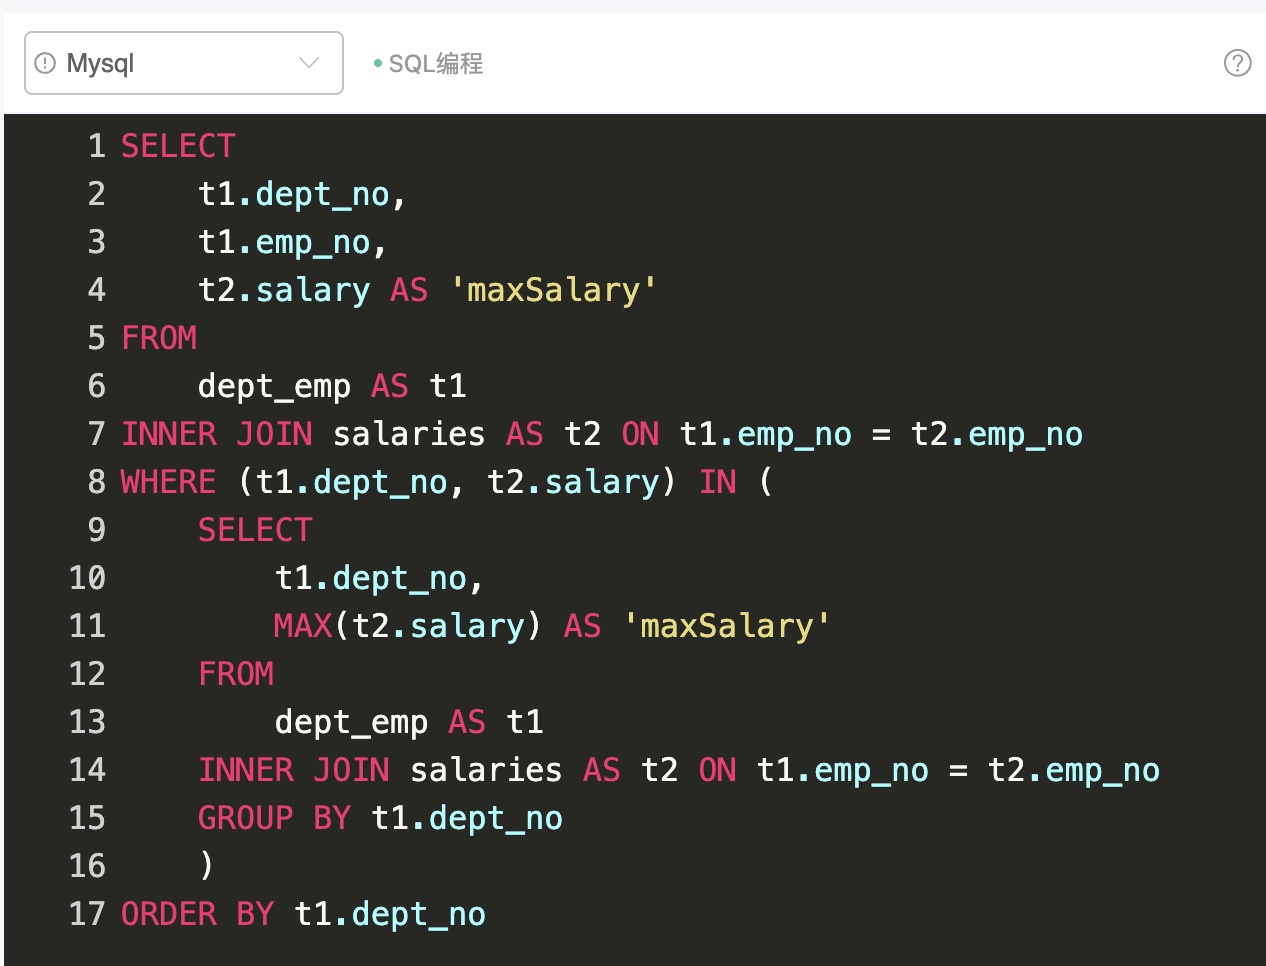 Mysql SQL编程
1 SELECT
2 t1.dept_no,
3 t1.emp_no,
4 t2.salary AS 'maxSalary'
5 FROM
6 dept_emp AS t1
7 INNER JOIN salaries AS t2 ON t1.emp_no = t2.emp_no
8 WHERE (t1.dept_no, t2.salary) IN (
9 SELECT
10 t1.dept_no,
11 MAX(t2.salary) AS 'maxSalary'
12 FROM
13 dept_emp AS t1
14 INNER JOIN salaries AS t2 ON t1.emp_no = t2.emp_no
15 GROUP BY t1.dept_no
16 )
17 ORDER BY t1.dept_no